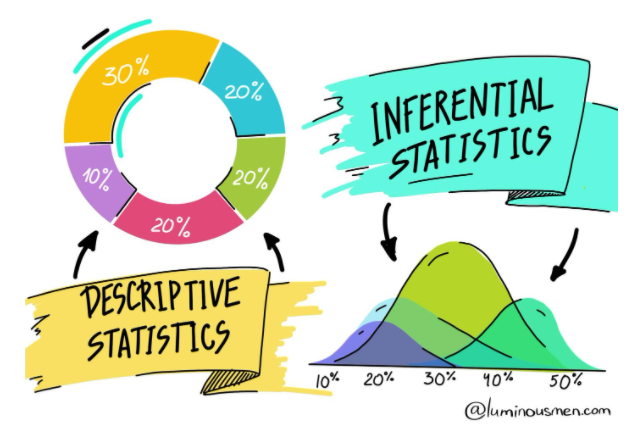 30%
20%
20%
20%
10%
DESCRIPTIVE
STATISTICS
INFERENTIAL
STATISTICS
10% 20% 30% 40% 50%
@luminousmen.com